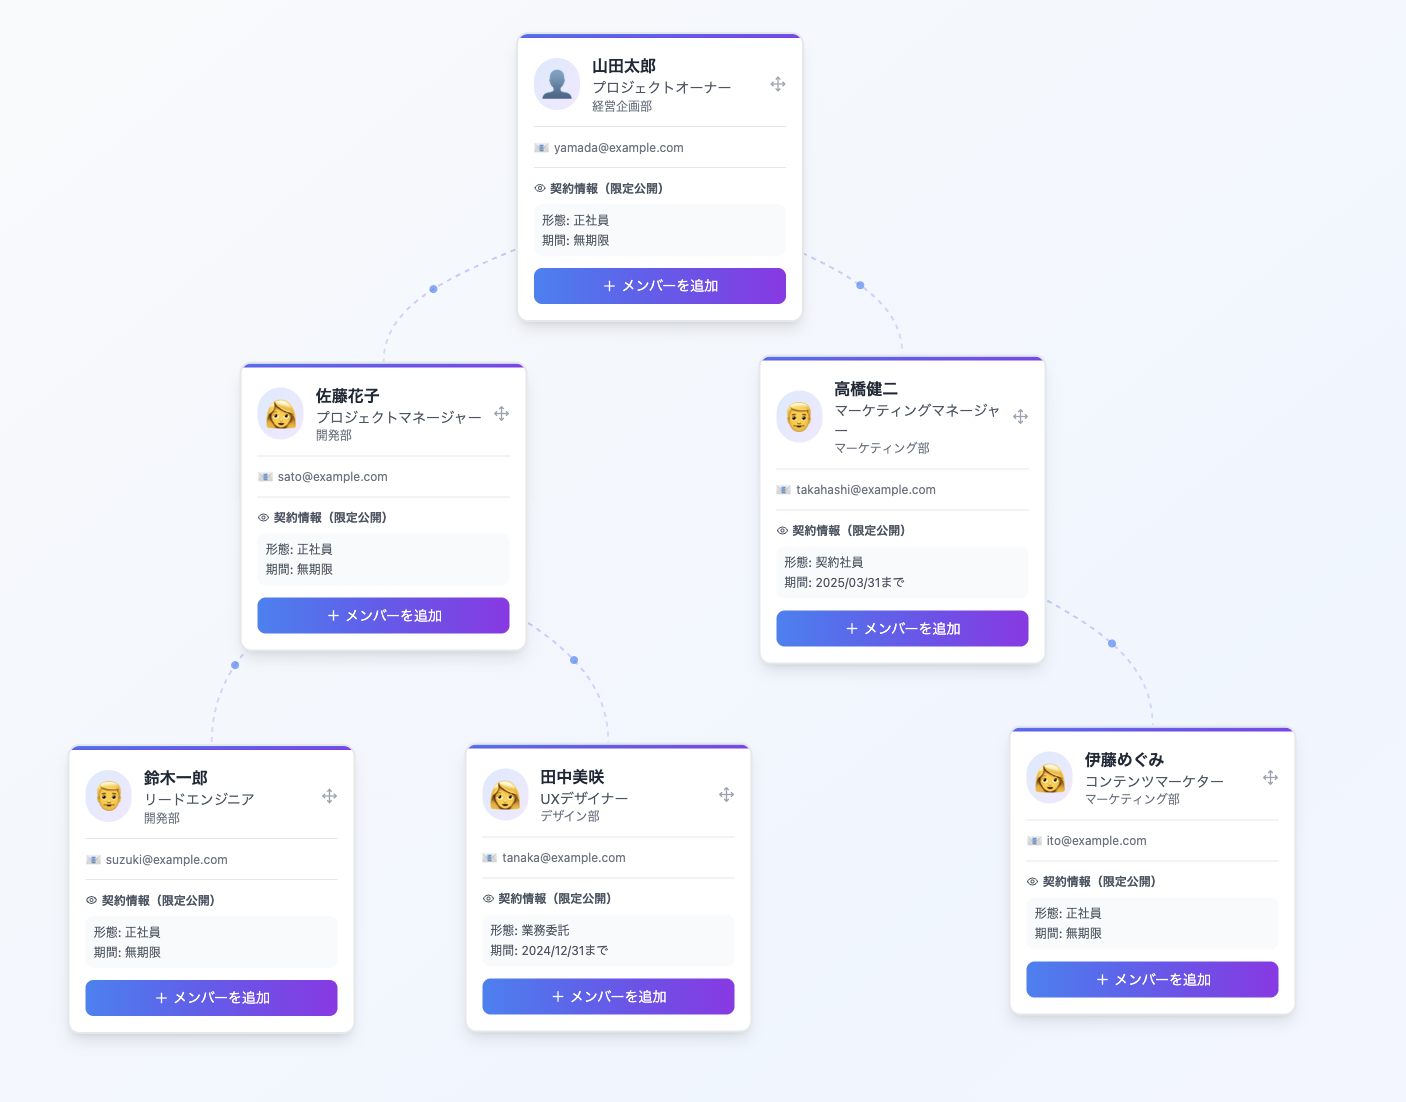 山田太郎
プロジェクトオーナー
経営企画部
yamada@example.com
契約情報（限定公開）
形態: 正社員
期間: 無期限
＋ メンバーを追加
佐藤花子
プロジェクトマネージャー
開発部
sato@example.com
契約情報（限定公開）
形態: 正社員
期間: 無期限
＋ メンバーを追加
高橋健二
マーケティングマネージャ
ー
マーケティング部
takahashi@example.com
契約情報（限定公開）
形態: 契約社員
期間: 2025/03/31まで
＋ メンバーを追加
鈴木一郎
リードエンジニア
開発部
suzuki@example.com
契約情報（限定公開）
形態: 正社員
期間: 無期限
＋ メンバーを追加
田中美咲
UXデザイナー
デザイン部
tanaka@example.com
契約情報（限定公開）
形態: 業務委託
期間: 2024/12/31まで
＋ メンバーを追加
伊藤めぐみ
コンテンツマーケター
マーケティング部
ito@example.com
契約情報（限定公開）
形態: 正社員
期間: 無期限
＋ メンバーを追加